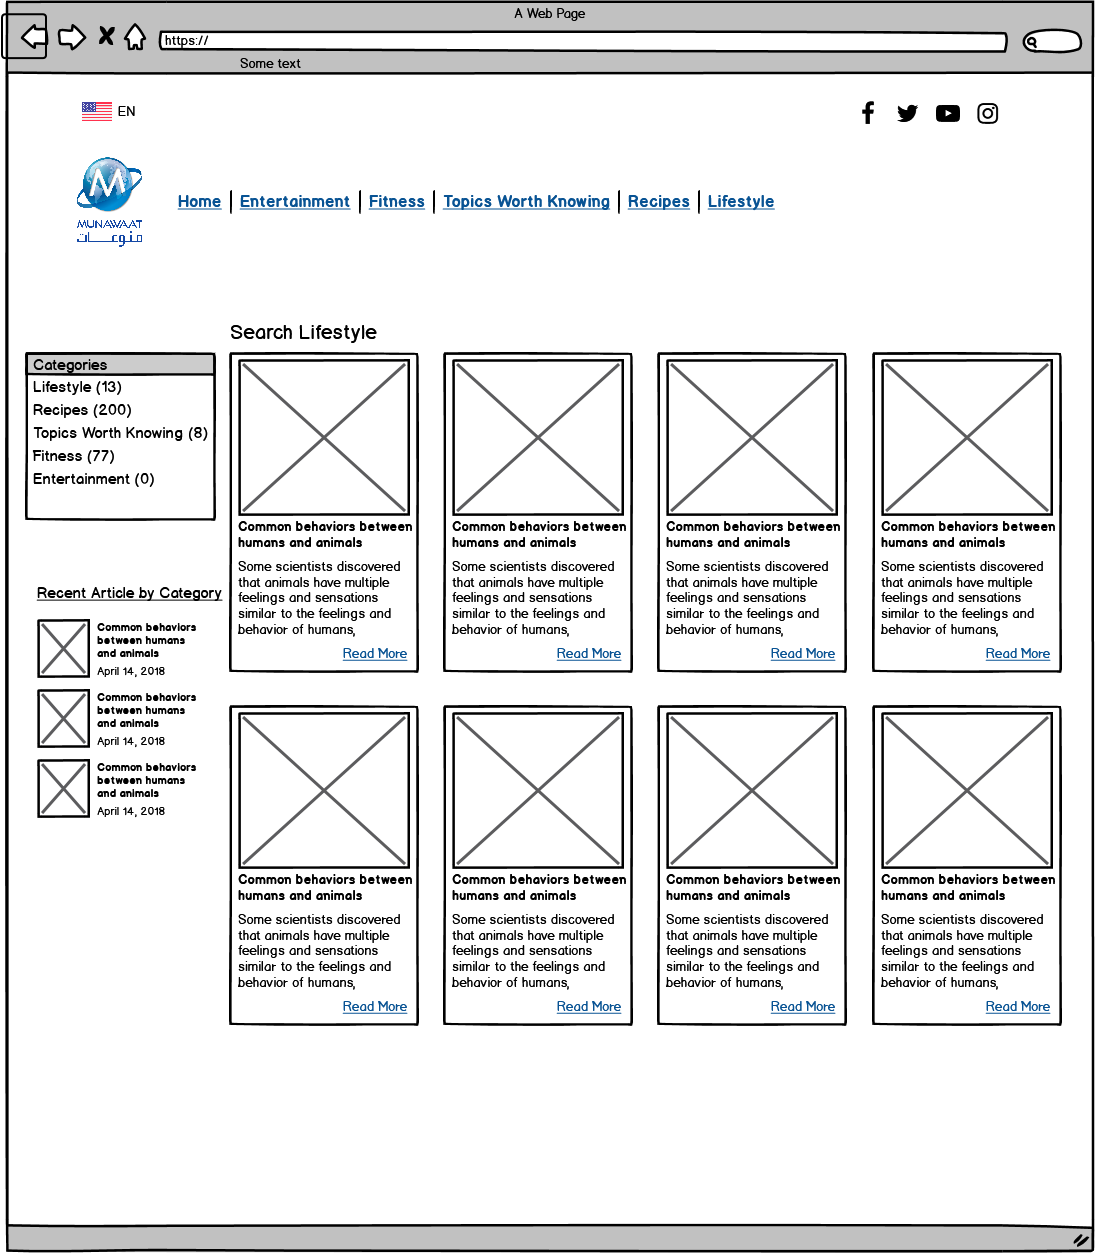 A Web Page
https://
Some text
EN
MUNAWAAT
منوعات
Home | Entertainment | Fitness | Topics Worth Knowing | Recipes | Lifestyle
Search Lifestyle
Categories
Lifestyle (13)
Recipes (200)
Topics Worth Knowing (8)
Fitness (77)
Entertainment (0)
Recent Article by Category
Common behaviors
between humans
and animals
April 14, 2018
Common behaviors
between humans
and animals
April 14, 2018
Common behaviors
between humans
and animals
April 14, 2018
Common behaviors between
humans and animals
Some scientists discovered
that animals have multiple
feelings and sensations
similar to the feelings and
behavior of humans,
Read More
Common behaviors between
humans and animals
Some scientists discovered
that animals have multiple
feelings and sensations
similar to the feelings and
behavior of humans,
Read More
Common behaviors between
humans and animals
Some scientists discovered
that animals have multiple
feelings and sensations
similar to the feelings and
behavior of humans,
Read More
Common behaviors between
humans and animals
Some scientists discovered
that animals have multiple
feelings and sensations
similar to the feelings and
behavior of humans,
Read More
Common behaviors between
humans and animals
Some scientists discovered
that animals have multiple
feelings and sensations
similar to the feelings and
behavior of humans,
Read More
Common behaviors between
humans and animals
Some scientists discovered
that animals have multiple
feelings and sensations
similar to the feelings and
behavior of humans,
Read More
Common behaviors between
humans and animals
Some scientists discovered
that animals have multiple
feelings and sensations
similar to the feelings and
behavior of humans,
Read More
Common behaviors between
humans and animals
Some scientists discovered
that animals have multiple
feelings and sensations
similar to the feelings and
behavior of humans,
Read More